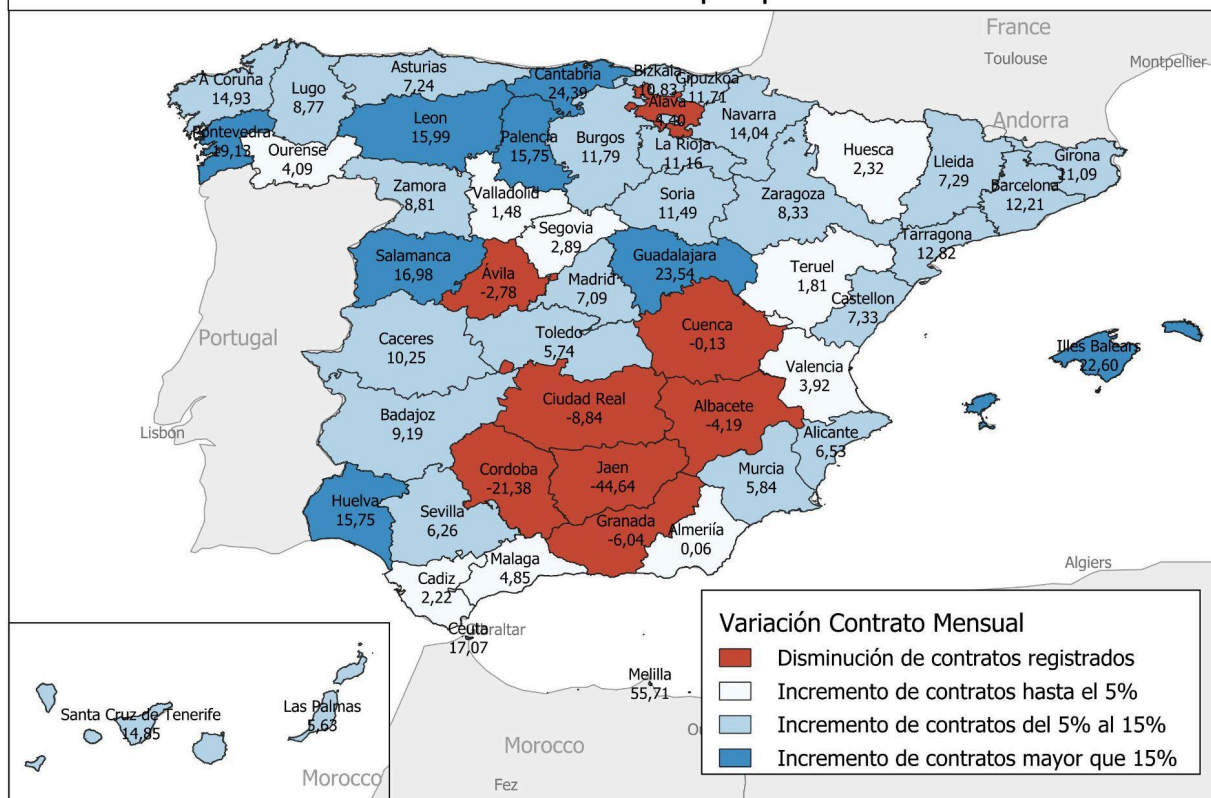 France
Toulouse
Montpellier
Andorra
A Coruña
14,93
Lugo
8,77
Asturias
7,24
Cantabria
24,39
Bizkaia
10,83
Gipuzkoa
11,71
Alava
Navarra
14,04
Pontevedra
19,13
Ourense
4,09
Leon
15,99
Palencia
15,75
Burgos
11,79
La Rioja
11,16
Huesca
2,32
Lleida
7,29
Girona
11,09
Barcelona
12,21
Zamora
8,81
Valladolid
1,48
Soria
11,49
Zaragoza
8,33
Tarragona
12,82
Segovia
2,89
Salamanca
16,98
Ávila
-2,78
Madrid
7,09
Guadalajara
23,54
Teruel
1,81
Castellon
7,33
Portugal
Caceres
10,25
Toledo
5,74
Cuenca
-0,13
Valencia
3,92
Illes Balears
22,60
Lisbon
Badajoz
9,19
Ciudad Real
-8,84
Albacete
-4,19
Alicante
6,53
Huelva
15,75
Sevilla
6,26
Cordoba
-21,38
Jaen
-44,64
Murcia
5,84
Granada
-6,04
Almeriía
0,06
Cadiz
2,22
Malaga
4,85
Algiers
Ceuta
Gibraltar
17,07
Melilla
55,71
Morocco
Fez
Santa Cruz de Tenerife
14,85
Las Palmas
5,63
Morocco
Variación Contrato Mensual
Disminución de contratos registrados
Incremento de contratos hasta el 5%
Incremento de contratos del 5% al 15%
Incremento de contratos mayor que 15%